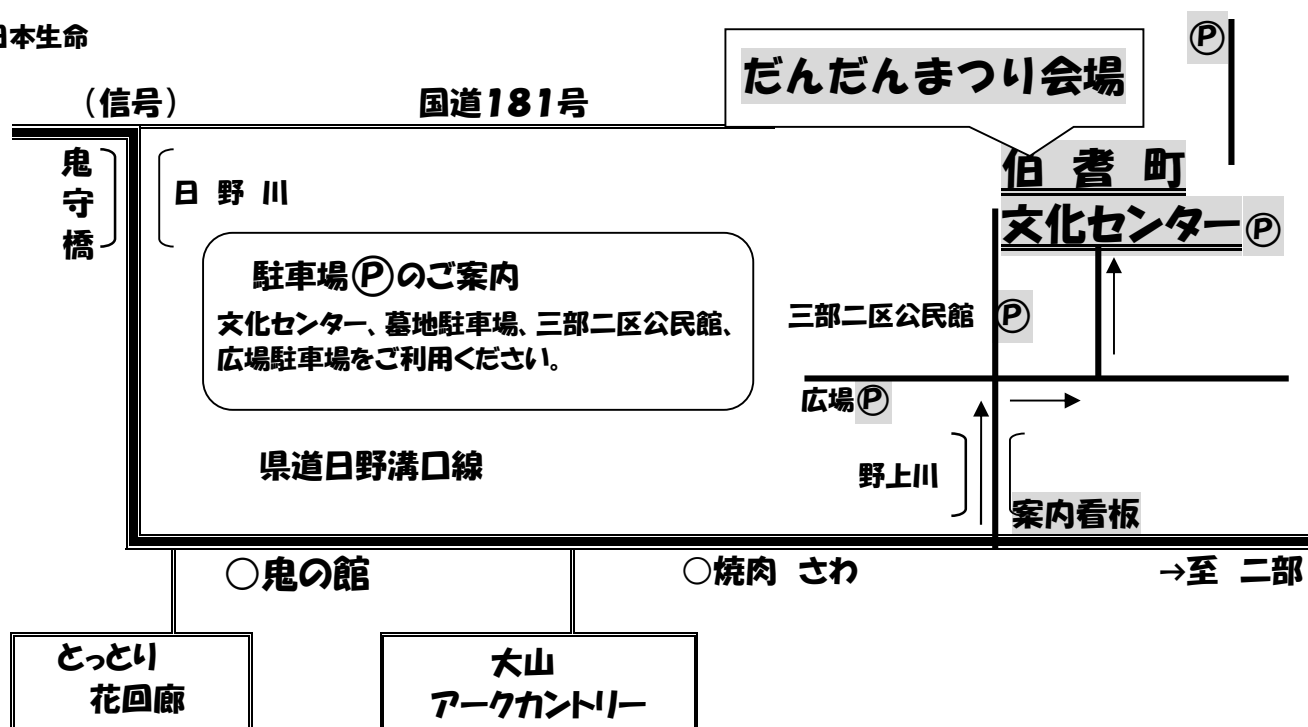 日本生命
Ⓟ
だんだんまつり会場
(信号)
国道181号
鬼守橋
日野川
伯耆町
文化センターⓅ
駐車場Ⓟのご案内
文化センター、墓地駐車場、三部二区公民館、
広場駐車場をご利用ください。
三部二区公民館 Ⓟ
広場Ⓟ
県道日野溝口線
野上川
案内看板
○鬼の館
○焼肉 さわ
→至 二部
とっとり
花回廊
大山
アークカントリー